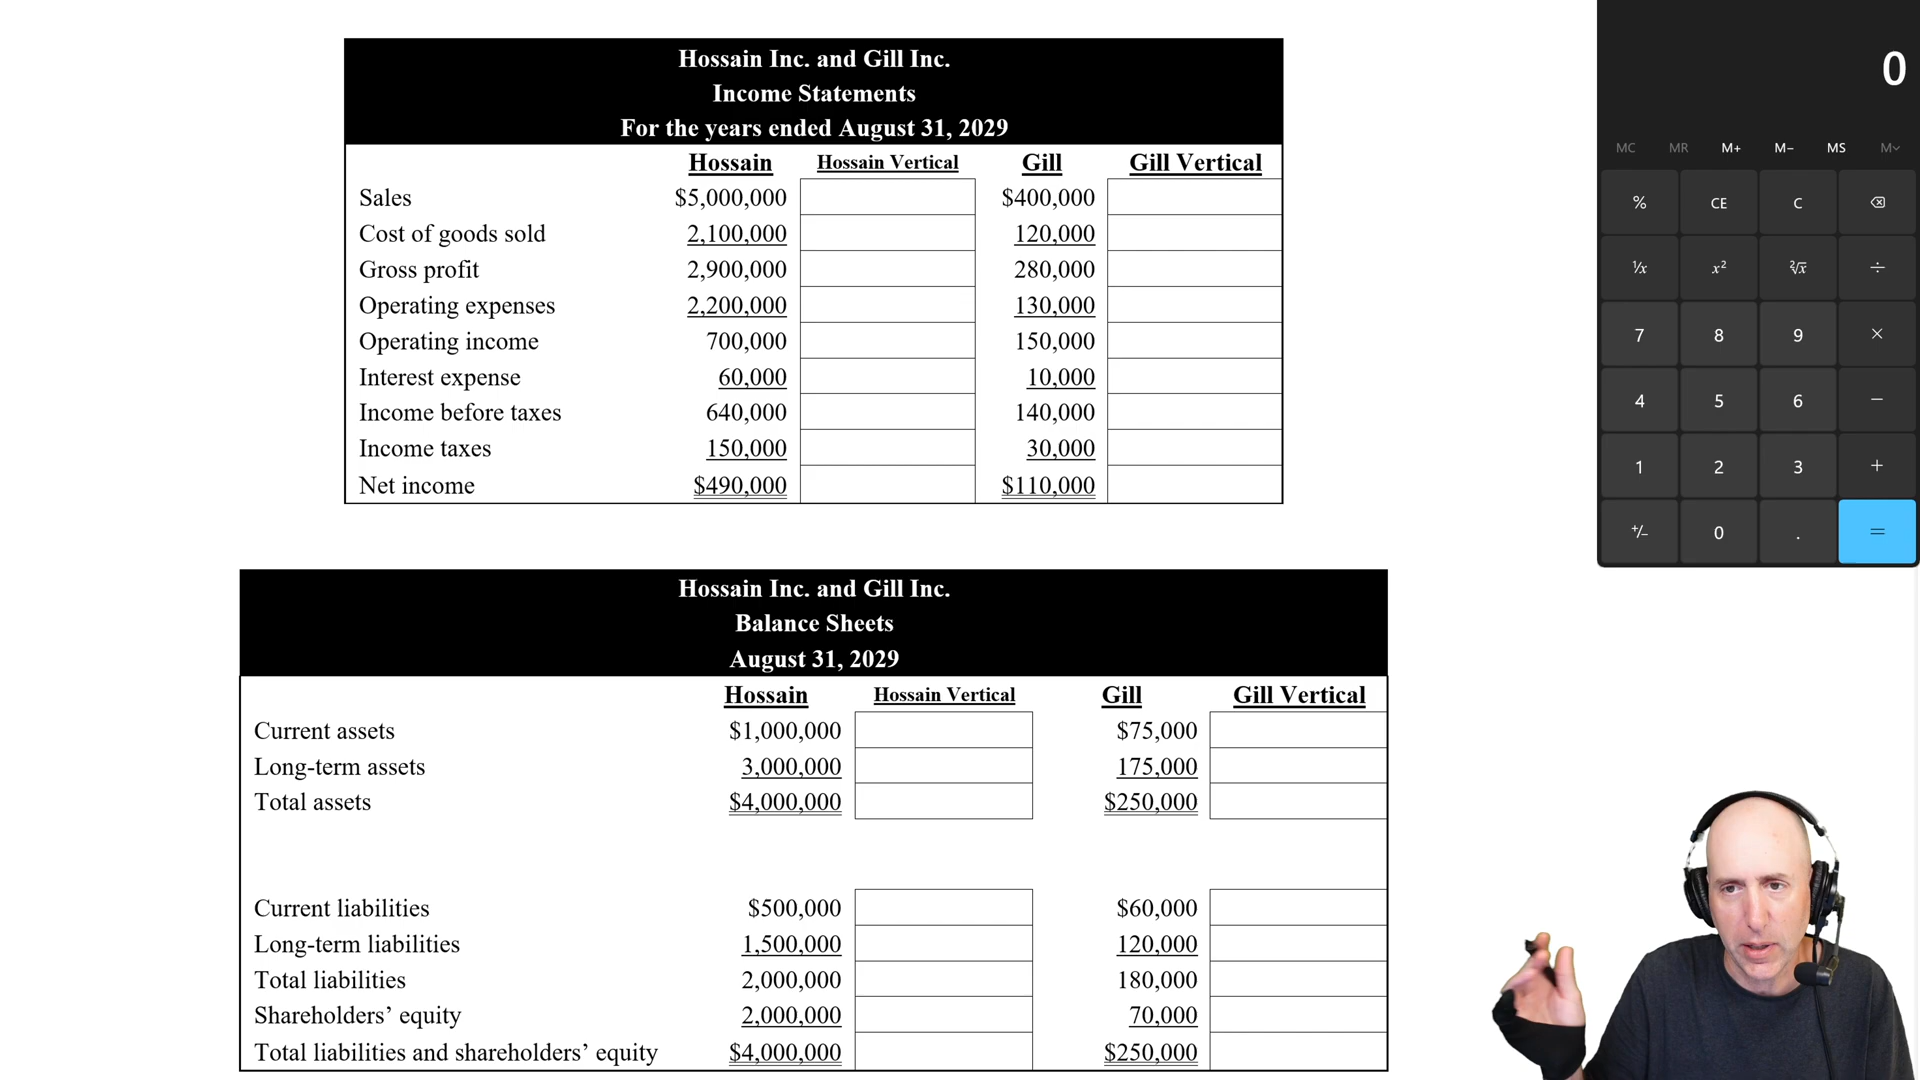 Hossain Inc. and Gill Inc.
Income Statements
For the years ended August 31, 2029
Hossain Hossain Vertical Gill Gill Vertical
Sales $5,000,000 $400,000
Cost of goods sold 2,100,000 120,000
Gross profit 2,900,000 280,000
Operating expenses 2,200,000 130,000
Operating income 700,000 150,000
Interest expense 60,000 10,000
Income before taxes 640,000 140,000
Income taxes 150,000 30,000
Net income $490,000 $110,000
Hossain Inc. and Gill Inc.
Balance Sheets
August 31, 2029
Hossain Hossain Vertical Gill Gill Vertical
Current assets $1,000,000 $75,000
Long-term assets 3,000,000 175,000
Total assets $4,000,000 $250,000
Current liabilities $500,000 $60,000
Long-term liabilities 1,500,000 120,000
Total liabilities 2,000,000 180,000
Shareholders’ equity 2,000,000 70,000
Total liabilities and shareholders’ equity $4,000,000 $250,000
0
MC MR M+ M− MS M˅
% CE C ⌫
⅟x x² ²√x ÷
7 8 9 ×
4 5 6 −
1 2 3 +
+/− 0 . =